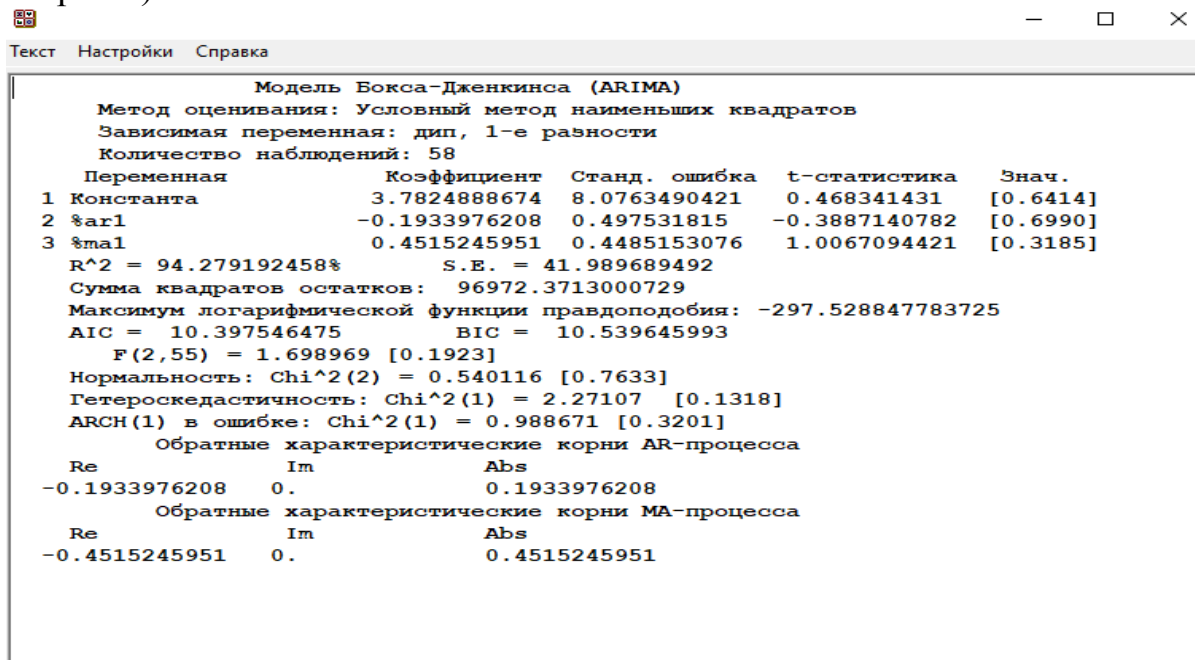 Текст Настройки Справка
Модель Бокса-Дженкинса (ARIMA)
Метод оценивания: Условный метод наименьших квадратов
Зависимая переменная: дип, 1-е разности
Количество наблюдений: 58
Переменная Коэффициент Станд. ошибка t-статистика Знач.
1 Константа 3.7824888674 8.0763490421 0.468341431 [0.6414]
2 %ar1 -0.1933976208 0.497531815 -0.3887140782 [0.6990]
3 %ma1 0.4515245951 0.4485153076 1.0067094421 [0.3185]
R^2 = 94.279192458% S.E. = 41.989689492
Сумма квадратов остатков: 96972.3713000729
Максимум логарифмической функции правдоподобия: -297.528847783725
AIC = 10.397546475 BIC = 10.539645993
F(2,55) = 1.698969 [0.1923]
Нормальность: Chi^2(2) = 0.540116 [0.7633]
Гетероскедастичность: Chi^2(1) = 2.27107 [0.1318]
ARCH(1) в ошибке: Chi^2(1) = 0.988671 [0.3201]
Обратные характеристические корни AR-процесса
Re Im Abs
-0.1933976208 0. 0.1933976208
Обратные характеристические корни MA-процесса
Re Im Abs
-0.4515245951 0. 0.4515245951